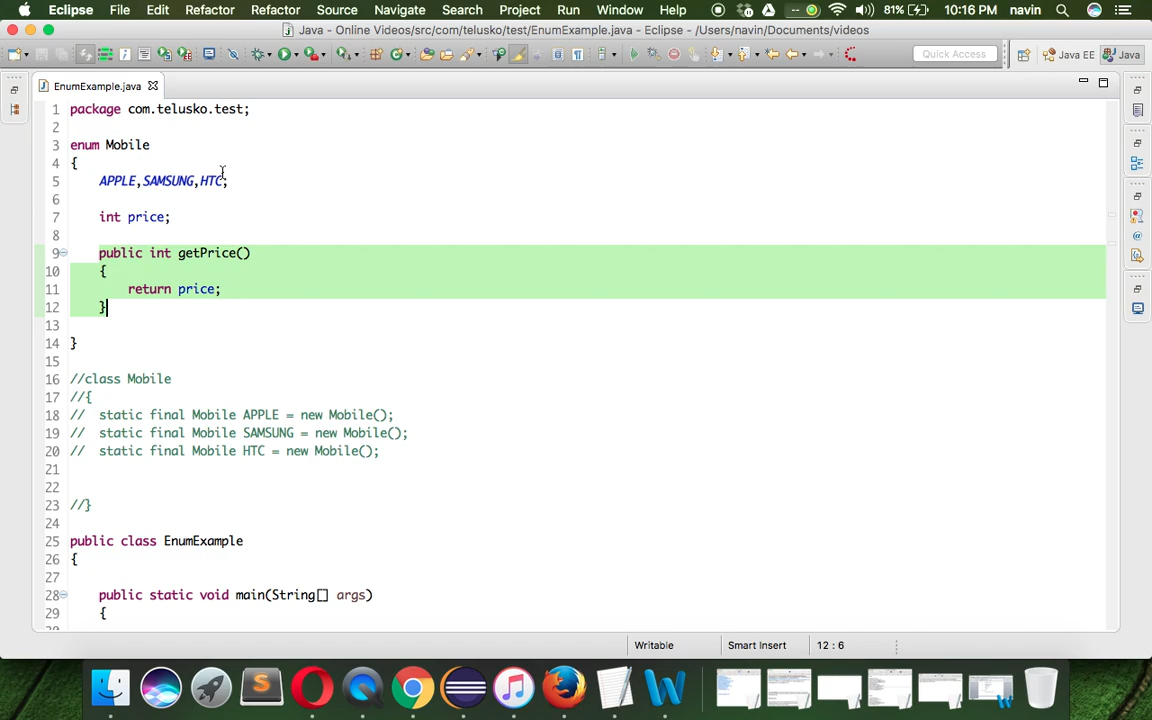 Eclipse File Edit Refactor Refactor Source Navigate Search Project Run Window Help 81% 10:16 PM navin
Java - Online Videos/src/com/telusko/test/EnumExample.java - Eclipse - /Users/navin/Documents/videos
Quick Access Java EE Java
EnumExample.java
1 package com.telusko.test;
2
3 enum Mobile
4 {
5 APPLE,SAMSUNG,HTC;
6
7 int price;
8
9 public int getPrice()
10 {
11 return price;
12 }
13
14 }
15
16 //class Mobile
17 //{
18 // static final Mobile APPLE = new Mobile();
19 // static final Mobile SAMSUNG = new Mobile();
20 // static final Mobile HTC = new Mobile();
21
22
23 //}
24
25 public class EnumExample
26 {
27
28 public static void main(String[] args)
29 {
Writable Smart Insert 12 : 6